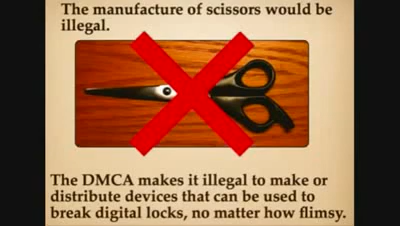 The manufacture of scissors would be
illegal.
The DMCA makes it illegal to make or
distribute devices that can be used to
break digital locks, no matter how flimsy.